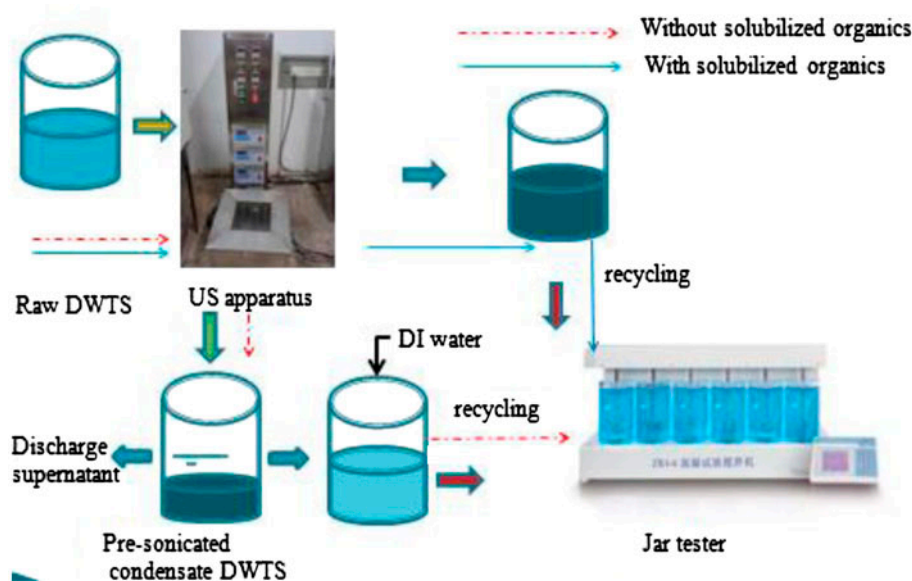 Without solubilized organics
With solubilized organics
recycling
Raw DWTS
US apparatus
DI water
recycling
Discharge
supernatant
Pre-sonicated
condensate DWTS
Jar tester